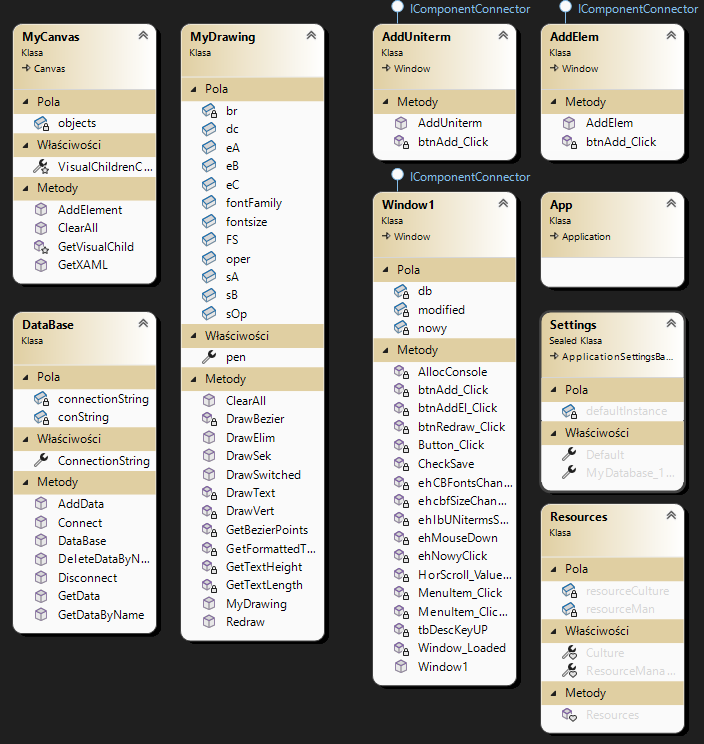 MyCanvas
Klasa
Canvas
Pola
objects
Właściwości
VisualChildrenC...
Metody
AddElement
ClearAll
GetVisualChild
GetXAML
DataBase
Klasa
Pola
connectionString
conString
Właściwości
ConnectionString
Metody
AddData
Connect
DataBase
DeleteDataByN...
Disconnect
GetData
GetDataByName
MyDrawing
Klasa
Pola
br
dc
eA
eB
eC
fontFamily
fontsize
FS
oper
sA
sB
sOp
Właściwości
pen
Metody
ClearAll
DrawBezier
DrawElim
DrawSek
DrawSwitched
DrawText
DrawVert
GetBezierPoints
GetFormattedT...
GetTextHeight
GetTextLength
MyDrawing
Redraw
IComponentConnector
AddUniterm
Klasa
Window
Metody
AddUniterm
btnAdd_Click
IComponentConnector
Window1
Klasa
Window
Pola
db
modified
nowy
Metody
AllocConsole
btnAdd_Click
btnAddEl_Click
btnRedraw_Click
Button_Click
CheckSave
ehCBFontsChan...
ehcbfSizeChan...
ehlbUNitermsS...
ehMouseDown
ehNowyClick
HorScroll_Value...
MenuItem_Click
MenuItem_Clic...
tbDescKeyUP
Window_Loaded
Window1
IComponentConnector
AddElem
Klasa
Window
Metody
AddElem
btnAdd_Click
App
Klasa
Application
Settings
Sealed Klasa
ApplicationSettingsBa...
Pola
defaultInstance
Właściwości
Default
MyDatabase_1...
Resources
Klasa
Pola
resourceCulture
resourceMan
Właściwości
Culture
ResourceMana...
Metody
Resources